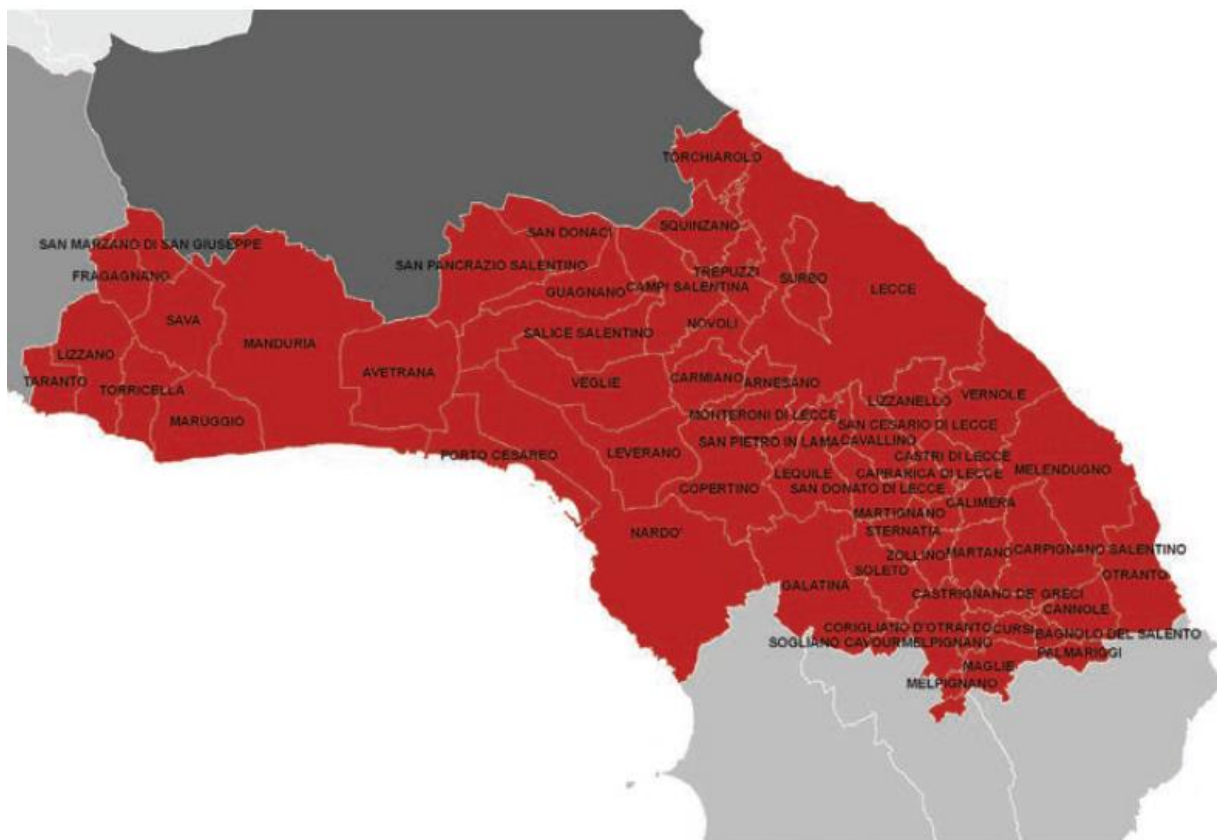 TORCHIAROLO
SQUINZANO
SAN DONACI
SAN MARZANO DI SAN GIUSEPPE
SAN PANCRAZIO SALENTINO
FRAGAGNANO
TREPUZZI
SURBO
CAMPI SALENTINA
LECCE
GUAGNANO
SAVA
NOVOLI
SALICE SALENTINO
MANDURIA
LIZZANO
AVETRANA
TARANTO
VEGLIE
CARMIANO
ARNESANO
TORRICELLA
VERNOLE
LIZZANELLO
MARUGGIO
MONTERONI DI LECCE
SAN CESARIO DI LECCE
SAN PIETRO IN LAMA
CAVALLINO
PORTO CESAREO
LEVERANO
CASTRI DI LECCE
MELENDUGNO
LEQUILE
CAPRARICA DI LECCE
COPERTINO
SAN DONATO DI LECCE
CALIMERA
MARTIGNANO
NARDO'
STERNATIA
ZOLLINO
MARTANO
CARPIGNANO SALENTINO
SOLETO
OTRANTO
GALATINA
CASTRIGNANO DE' GRECI
CANNOLE
CORIGLIANO D'OTRANTO
CURSI
BAGNOLO DEL SALENTO
SOGLIANO CAVOUR
MELPIGNANO
PALMARIGGI
MAGLIE
MELPIGNANO